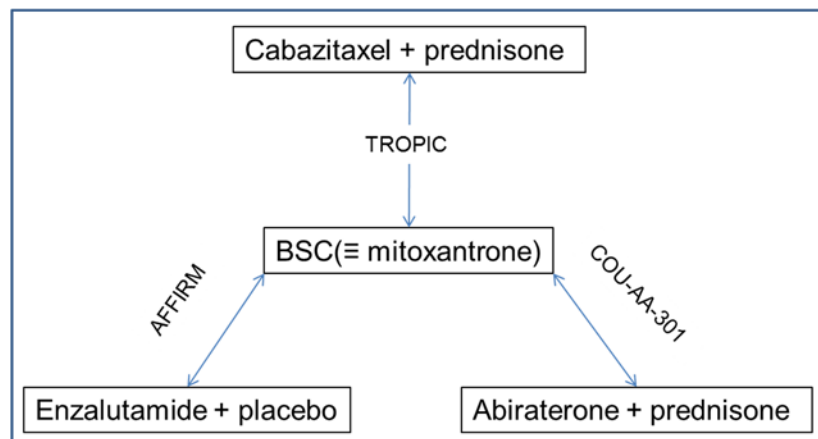 Cabazitaxel + prednisone
TROPIC
BSC(≡ mitoxantrone)
AFFIRM
COU-AA-301
Enzalutamide + placebo
Abiraterone + prednisone